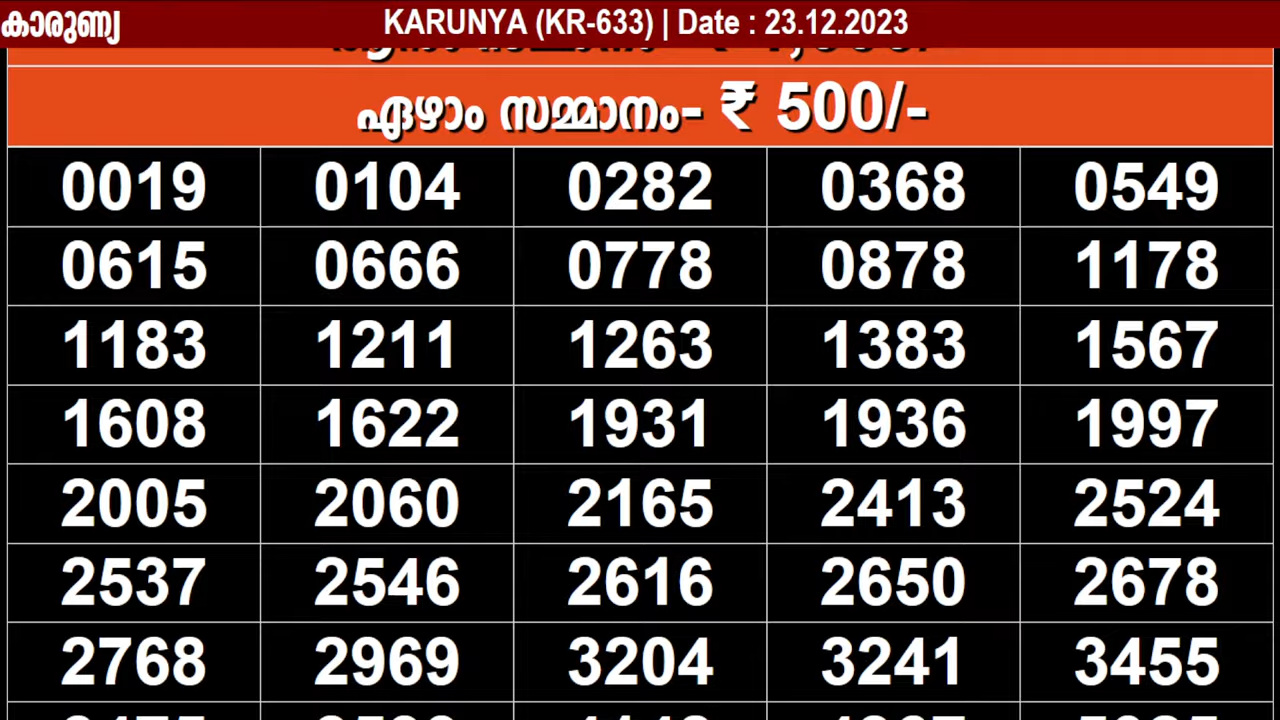 കാരുണ്യ KARUNYA (KR-633) | Date : 23.12.2023
ഏഴാം സമ്മാനം- ₹ 500/-
0019 0104 0282 0368 0549
0615 0666 0778 0878 1178
1183 1211 1263 1383 1567
1608 1622 1931 1936 1997
2005 2060 2165 2413 2524
2537 2546 2616 2650 2678
2768 2969 3204 3241 3455